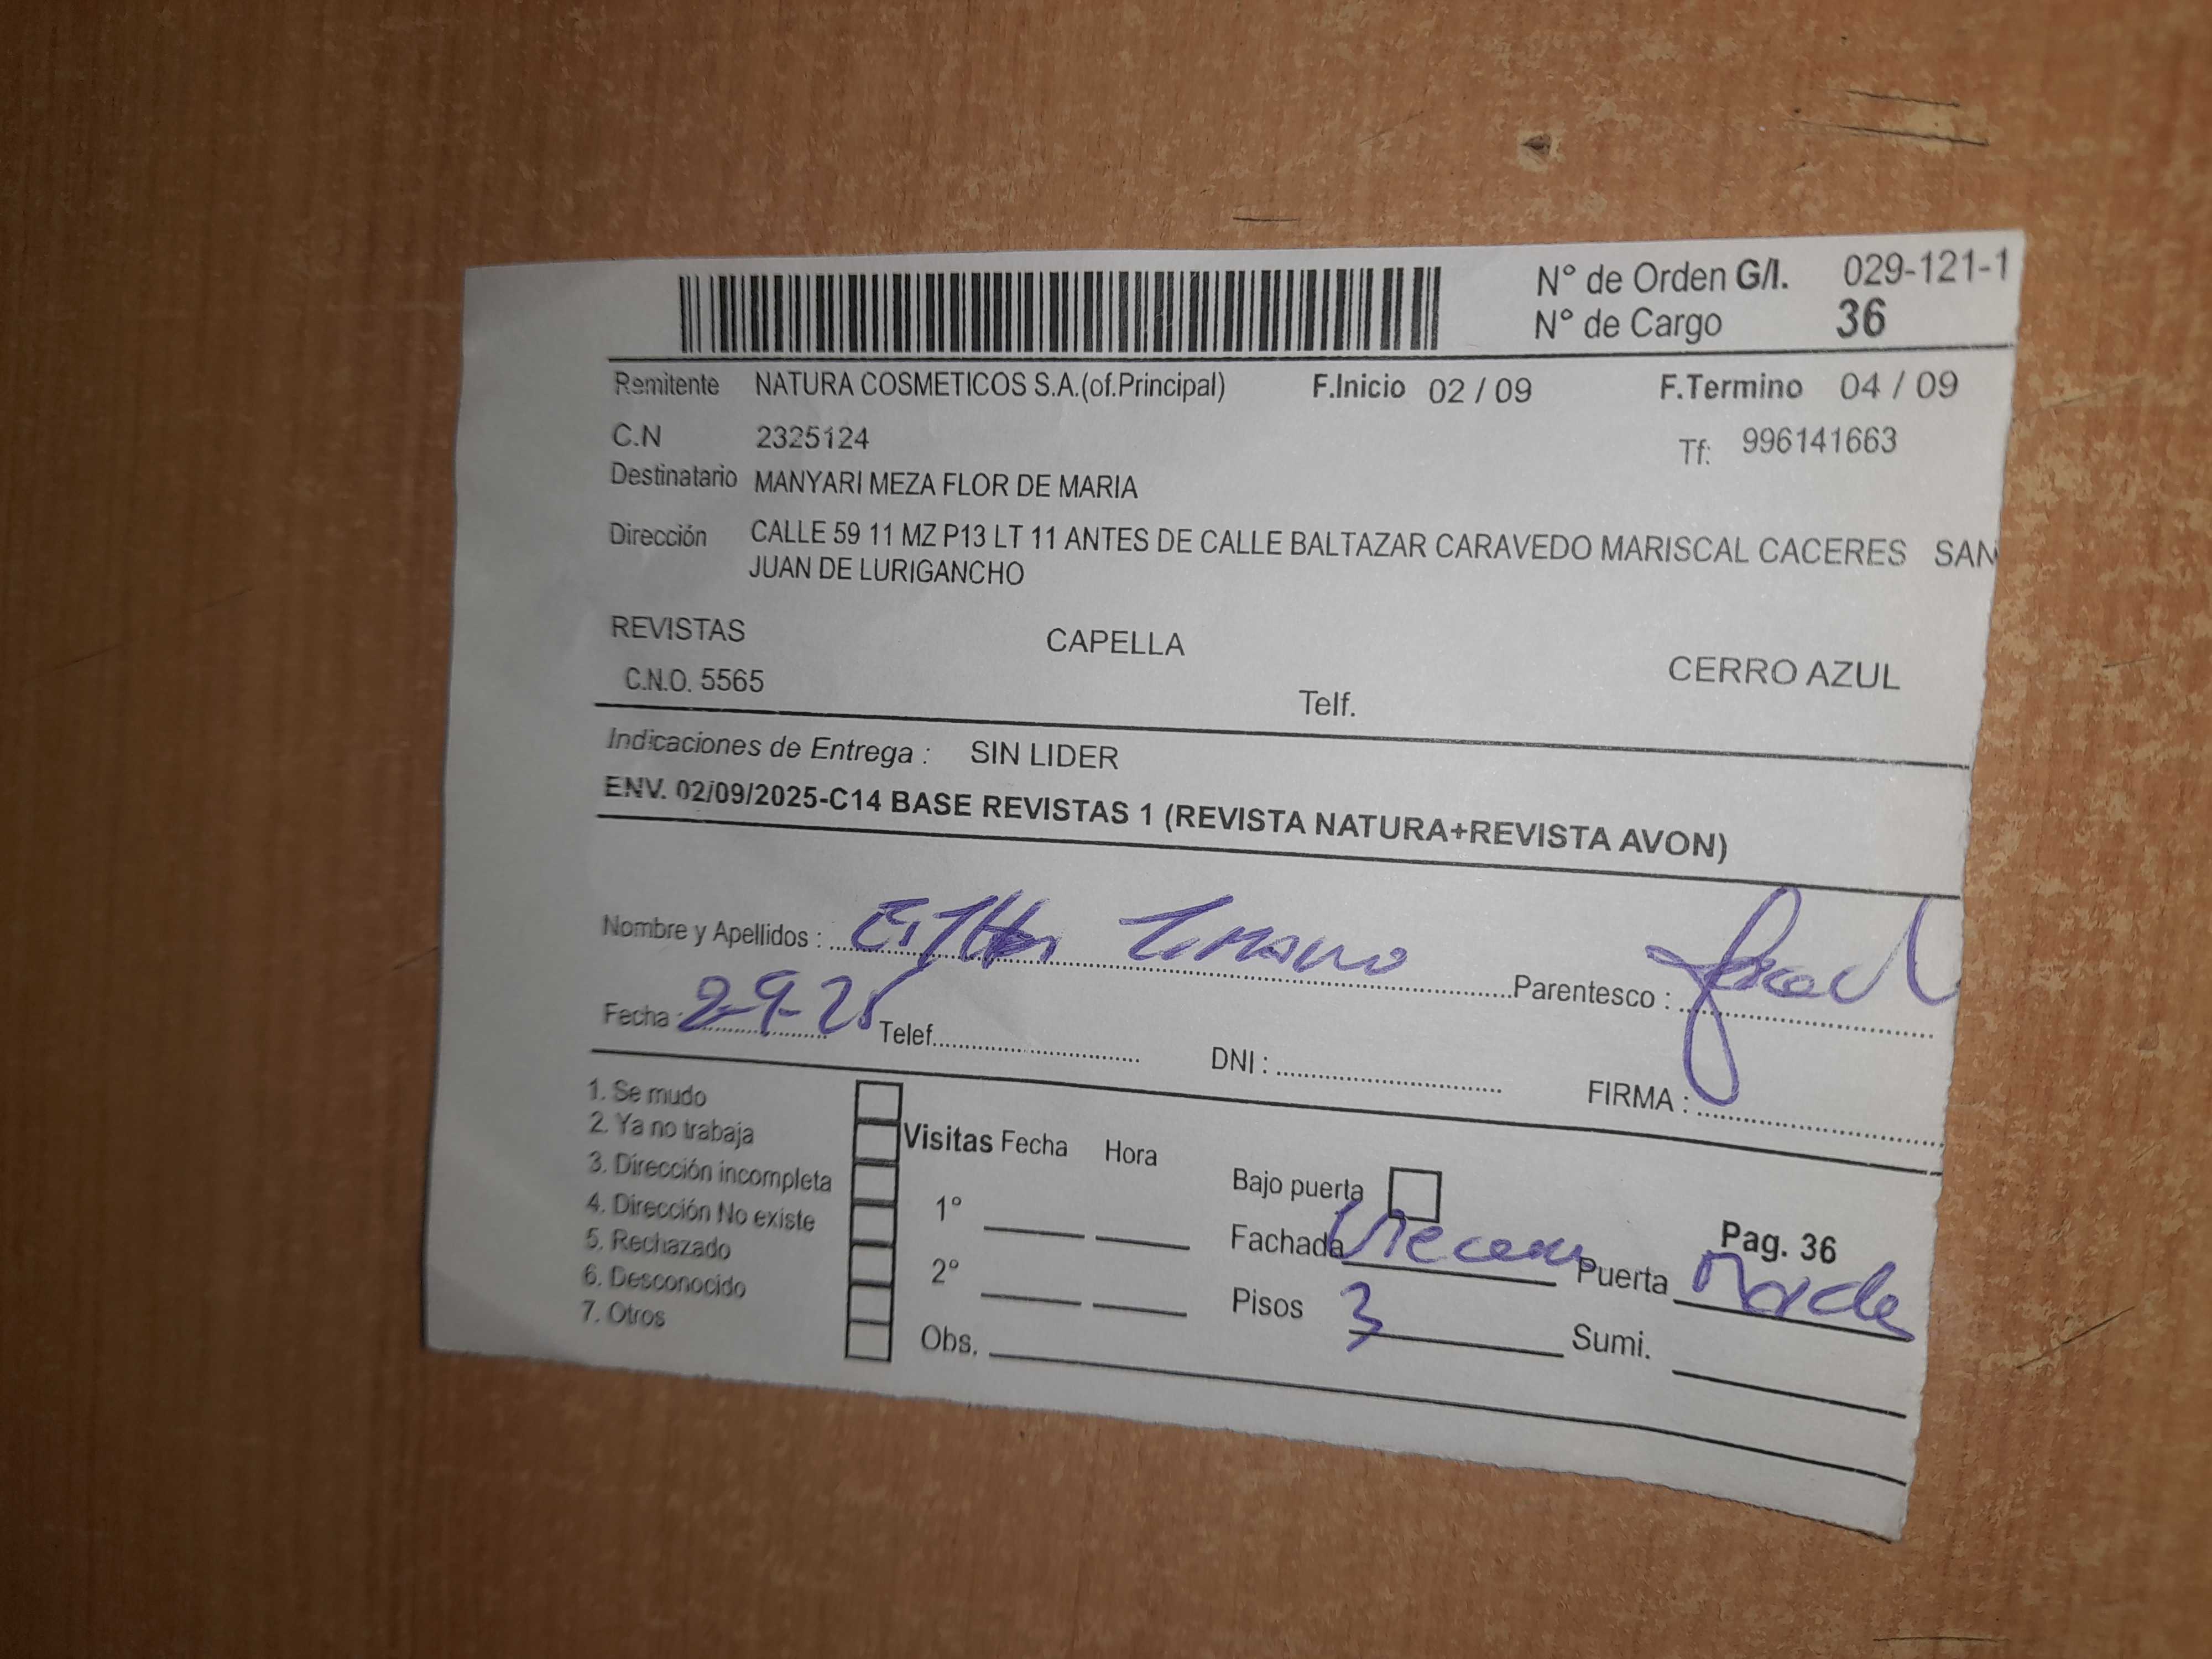 N° de Orden G/I. 029-121-1
N° de Cargo 36
Remitente NATURA COSMETICOS S.A.(of.Principal) F.Inicio 02 / 09 F.Termino 04 / 09
C.N 2325124 Tf: 996141663
Destinatario MANYARI MEZA FLOR DE MARIA
Dirección CALLE 59 11 MZ P13 LT 11 ANTES DE CALLE BALTAZAR CARAVEDO MARISCAL CACERES SAN
JUAN DE LURIGANCHO
REVISTAS CAPELLA CERRO AZUL
C.N.O. 5565 Telf.
Indicaciones de Entrega : SIN LIDER
ENV. 02/09/2025-C14 BASE REVISTAS 1 (REVISTA NATURA+REVISTA AVON)
Nombre y Apellidos : Parentesco :
Fecha : 2-9-25 Telef. DNI : FIRMA :
1. Se mudo
2. Ya no trabaja Visitas Fecha Hora
3. Dirección incompleta Bajo puerta
4. Dirección No existe 1° Fachada Pag. 36
5. Rechazado Puerta
6. Desconocido 2° Pisos 3
7. Otros Obs. Sumi.